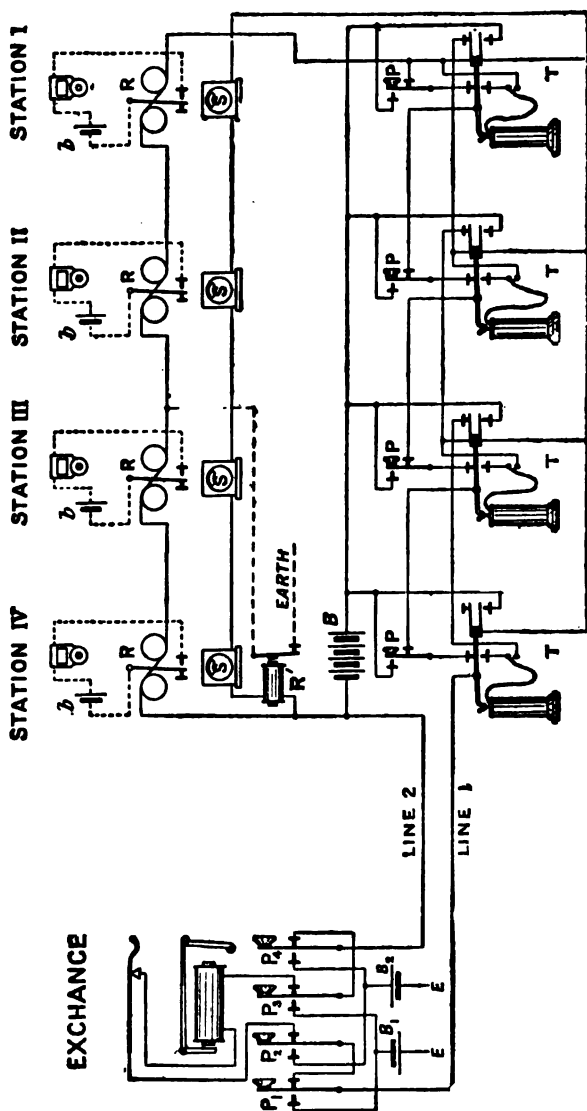 EXCHANGE
STATION IV
STATION III
STATION II
STATION I
b
b
b
b
R
R
R
R
S
S
S
S
R'
EARTH
B
P
P
P
P
P1
P2
P3
P4
LINE 2
LINE 1
B1
B2
E
E
T
T
T
T